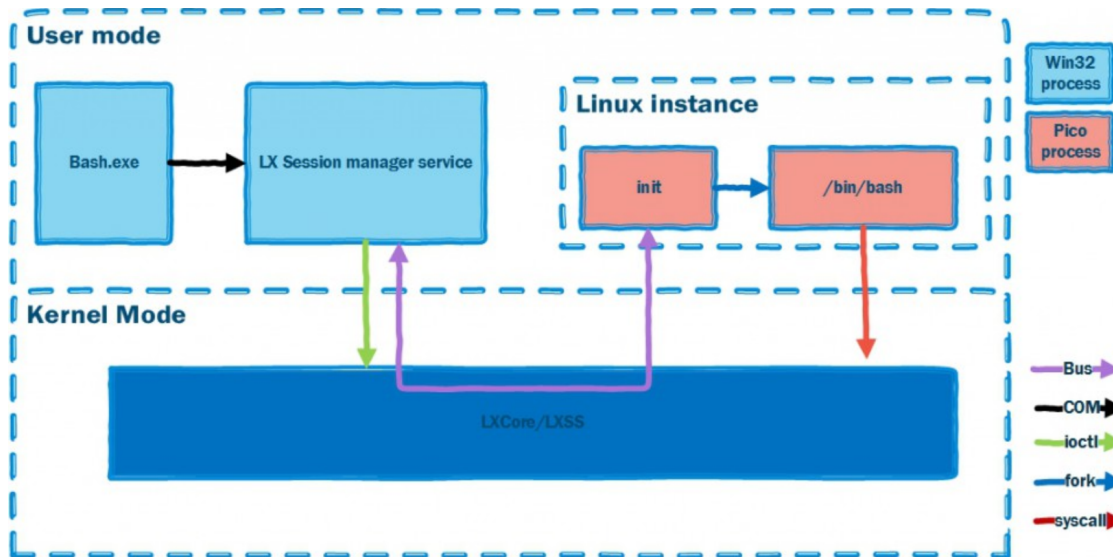 User mode
Bash.exe
LX Session manager service
Linux instance
init
/bin/bash
Win32
process
Pico
process
Kernel Mode
LXCore/LXSS
Bus
COM
ioctl
fork
syscall